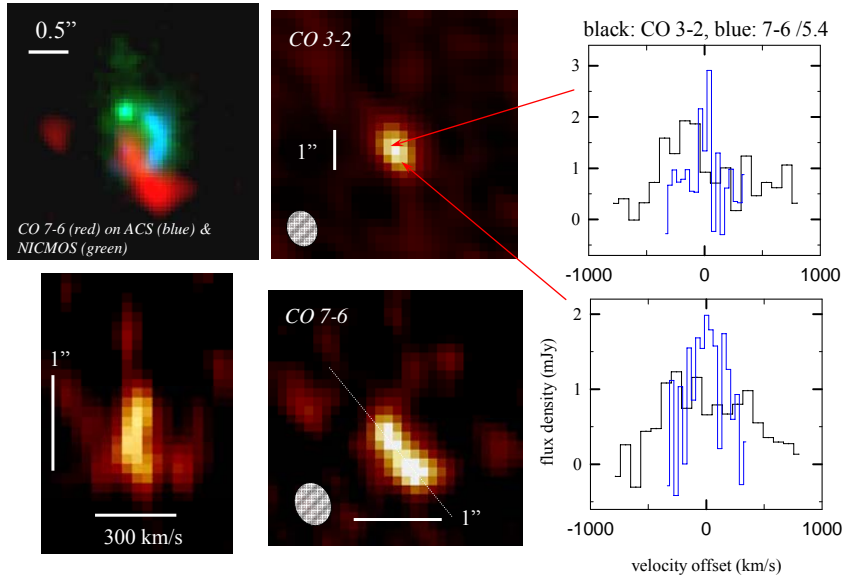 0.5”
CO 7-6 (red) on ACS (blue) &
NICMOS (green)
CO 3-2
1”
black: CO 3-2, blue: 7-6 /5.4
3
2
1
0
-1000
0
1000
1”
300 km/s
CO 7-6
1”
flux density (mJy)
2
1
0
-1000
0
1000
velocity offset (km/s)